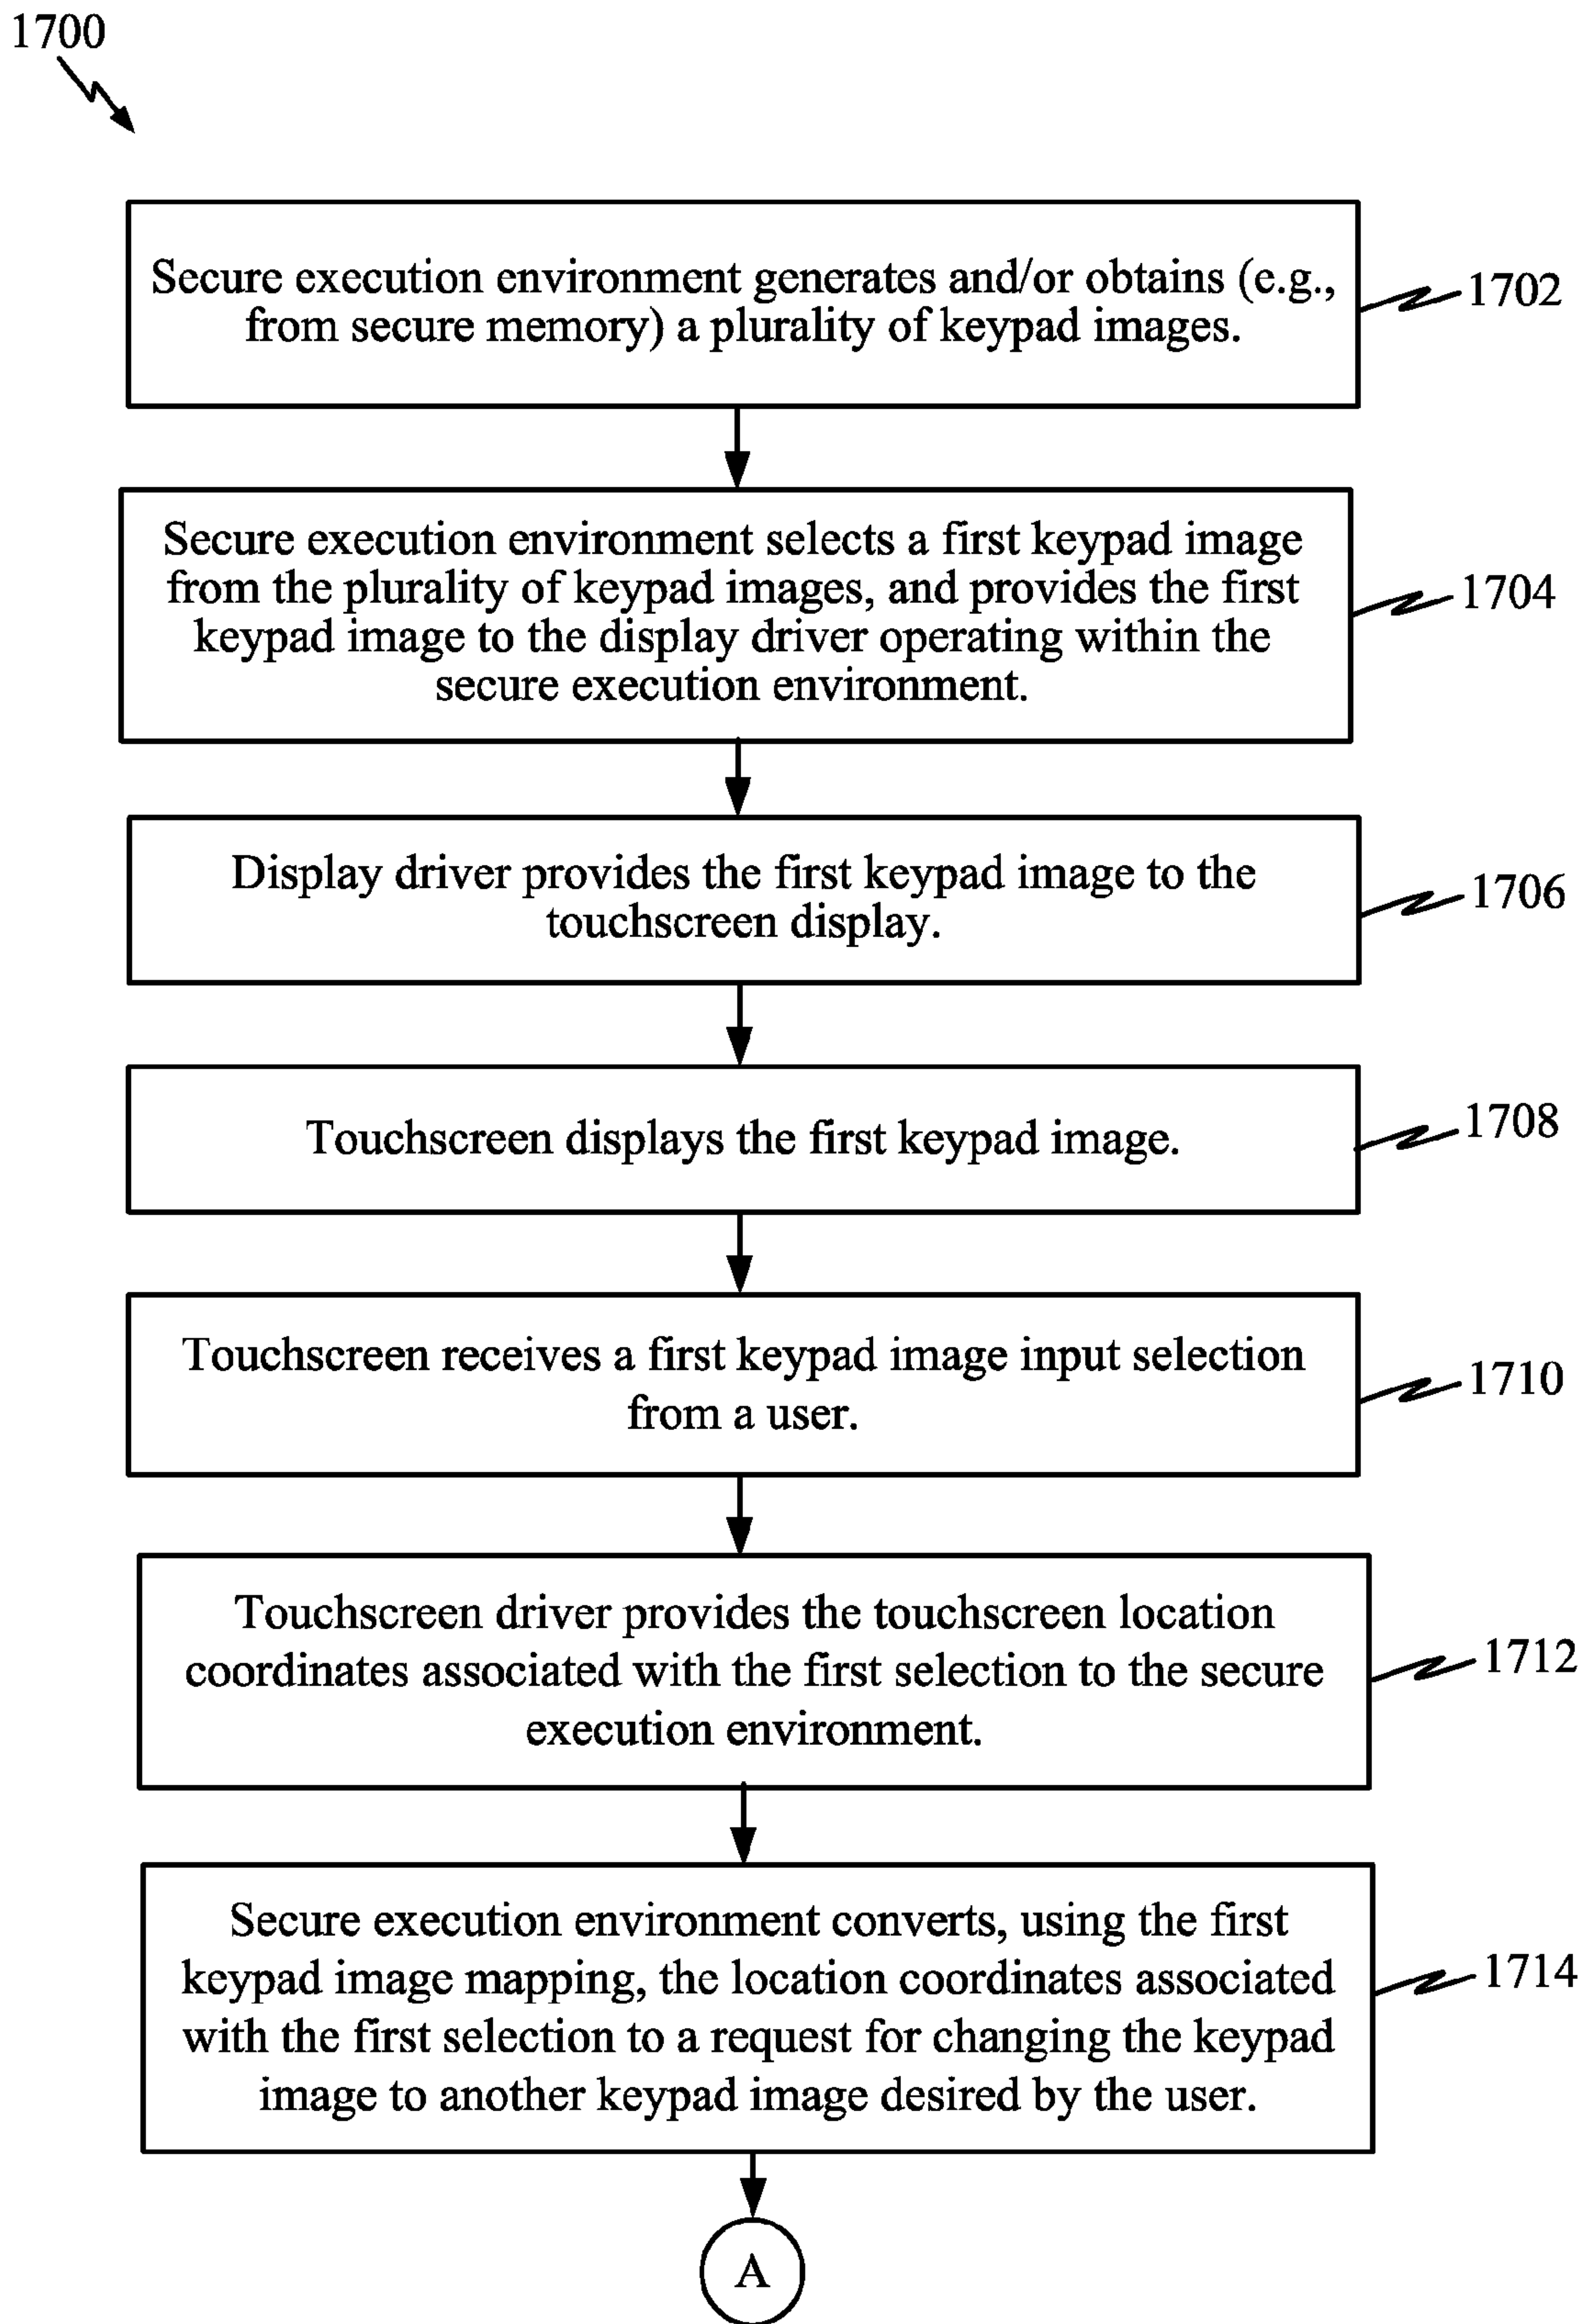 1700
Secure execution environment generates and/or obtains (e.g.,
from secure memory) a plurality of keypad images.
1702
Secure execution environment selects a first keypad image
from the plurality of keypad images, and provides the first
keypad image to the display driver operating within the
secure execution environment.
1704
Display driver provides the first keypad image to the
touchscreen display.
1706
Touchscreen displays the first keypad image.
1708
Touchscreen receives a first keypad image input selection
from a user.
1710
Touchscreen driver provides the touchscreen location
coordinates associated with the first selection to the secure
execution environment.
1712
Secure execution environment converts, using the first
keypad image mapping, the location coordinates associated
with the first selection to a request for changing the keypad
image to another keypad image desired by the user.
1714
A